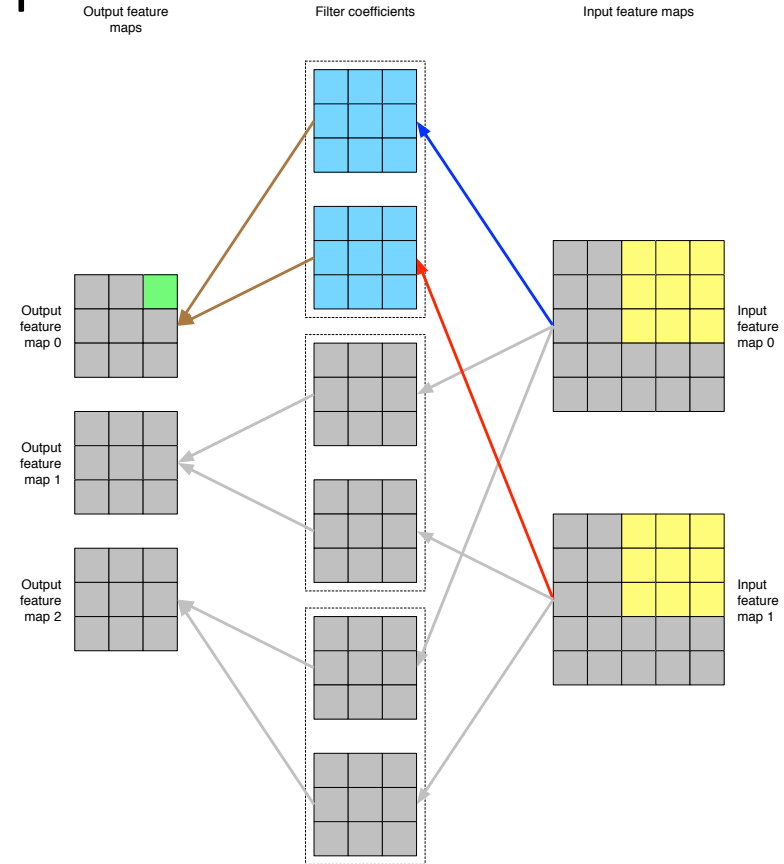 Output feature
maps
Filter coefficients
Input feature maps
Output
feature
map 0
Input
feature
map 0
Output
feature
map 1
Output
feature
map 2
Input
feature
map 1